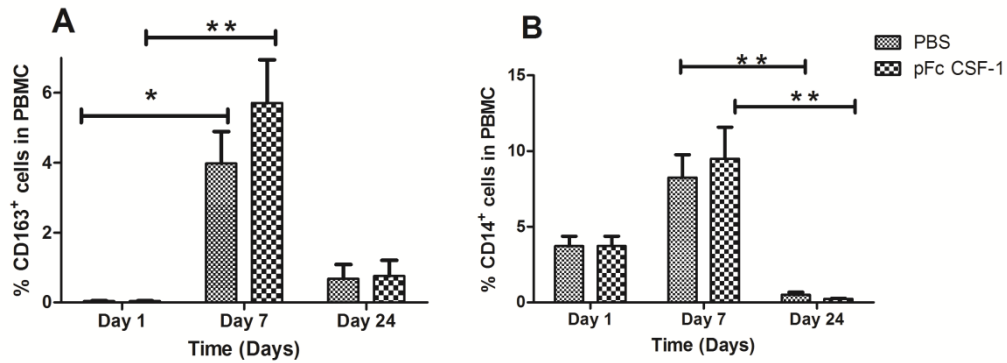 A
% CD163+ cells in PBMC
6
4
2
0
* *
*
Day 1 Day 7 Day 24
Time (Days)
B
% CD14+ cells in PBMC
15
10
5
0
* *
* *
Day 1 Day 7 Day 24
Time (Days)
PBS
pFc CSF-1